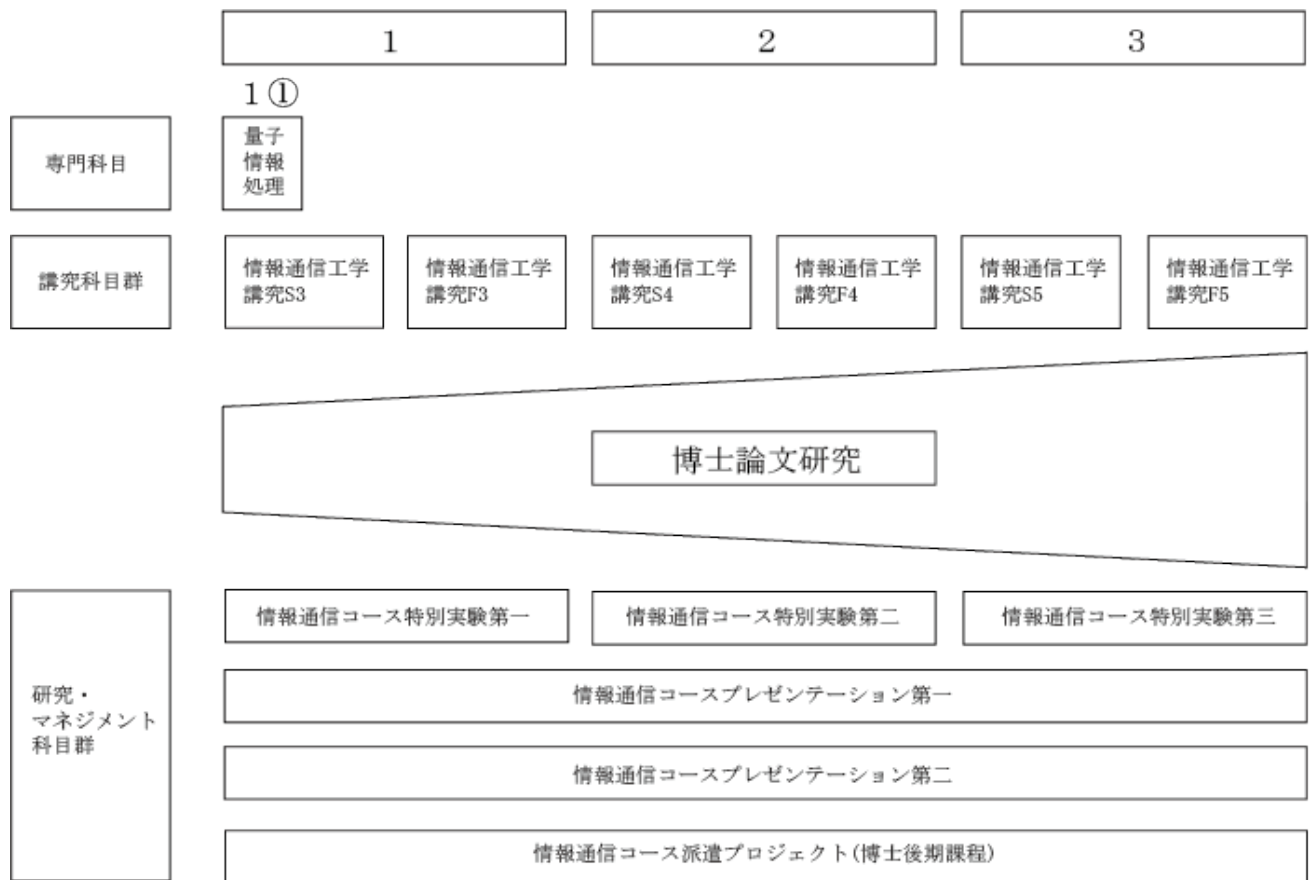 1
2
3
1①
専門科目
量子
情報
処理
講究科目群
情報通信工学
講究S3
情報通信工学
講究F3
情報通信工学
講究S4
情報通信工学
講究F4
情報通信工学
講究S5
情報通信工学
講究F5
博士論文研究
研究・
マネジメント
科目群
情報通信コース特別実験第一
情報通信コース特別実験第二
情報通信コース特別実験第三
情報通信コースプレゼンテーション第一
情報通信コースプレゼンテーション第二
情報通信コース派遣プロジェクト(博士後期課程)